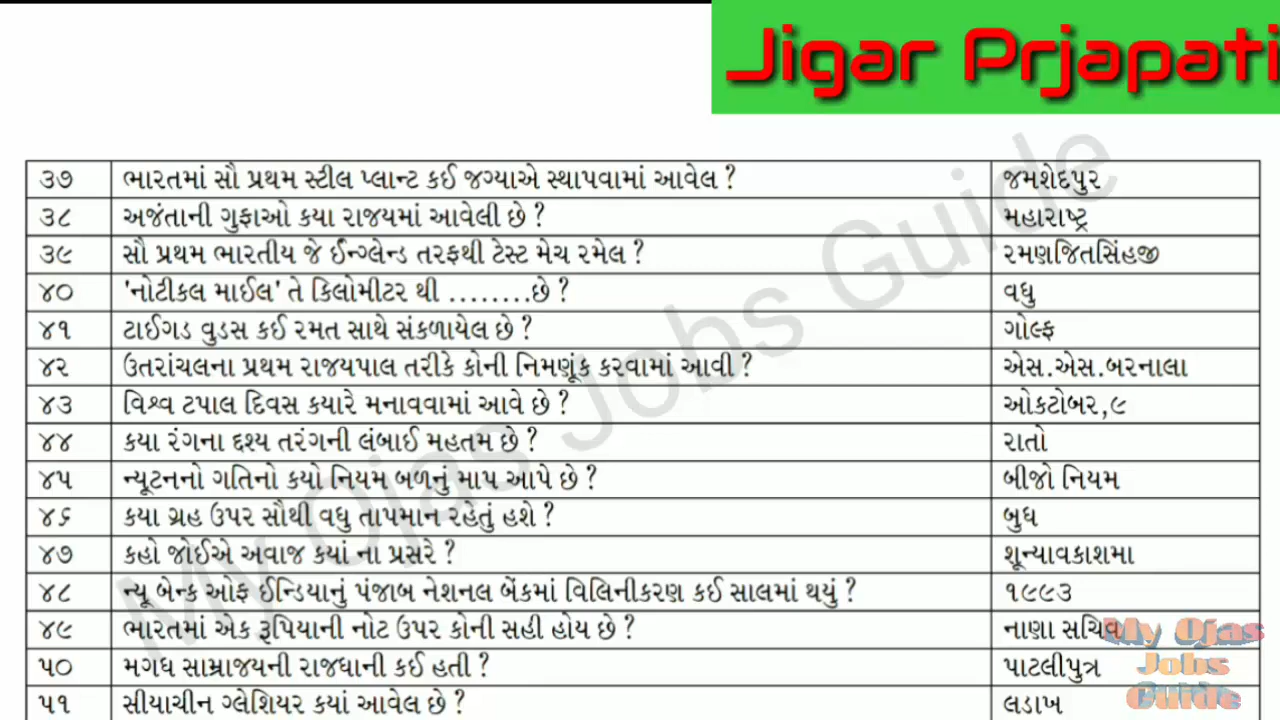 Jigar Prjapati
૩૭ ભારતમાં સૌ પ્રથમ સ્ટીલ પ્લાન્ટ કઈ જગ્યાએ સ્થાપવામાં આવેલ ? જમશેદપુર
૩૮ અજંતાની ગુફાઓ કયા રાજયમાં આવેલી છે ? મહારાષ્ટ્ર
૩૯ સૌ પ્રથમ ભારતીય જે ઈંન્ગ્લેન્ડ તરફથી ટેસ્ટ મેચ રમેલ ? રમણજિતસિંહજી
૪૦ 'નોટીકલ માઈલ' તે કિલોમીટર થી ........છે ? વધુ
૪૧ ટાઈગડ વુડસ કઈ રમત સાથે સંકળાયેલ છે ? ગોલ્ફ
૪૨ ઉતરાંચલના પ્રથમ રાજયપાલ તરીકે કોની નિમણૂંક કરવામાં આવી ? એસ.એસ.બરનાલા
૪૩ વિશ્વ ટપાલ દિવસ કયારે મનાવવામાં આવે છે ? ઓકટોબર,૯
૪૪ કયા રંગના દ્દશ્ય તરંગની લંબાઈ મહતમ છે ? રાતો
૪૫ ન્યૂટનનો ગતિનો કયો નિયમ બળનું માપ આપે છે ? બીજો નિયમ
૪૬ કયા ગ્રહ ઉપર સૌથી વધુ તાપમાન રહેતું હશે ? બુધ
૪૭ કહો જોઈએ અવાજ કયાં ના પ્રસરે ? શૂન્યાવકાશમા
૪૮ ન્યૂ બેન્ક ઓફ ઈન્ડિયાનું પંજાબ નેશનલ બેંકમાં વિલિનીકરણ કઈ સાલમાં થયું ? ૧૯૯૩
૪૯ ભારતમાં એક રૂપિયાની નોટ ઉપર કોની સહી હોય છે ? નાણા સચિવ
૫૦ મગધ સામ્રાજયની રાજધાની કઈ હતી ? પાટલીપુત્ર
૫૧ સીયાચીન ગ્લેશિયર કયાં આવેલ છે ? લડાખ
My Ojas Jobs Guide
My Ojas
Jobs
Guide